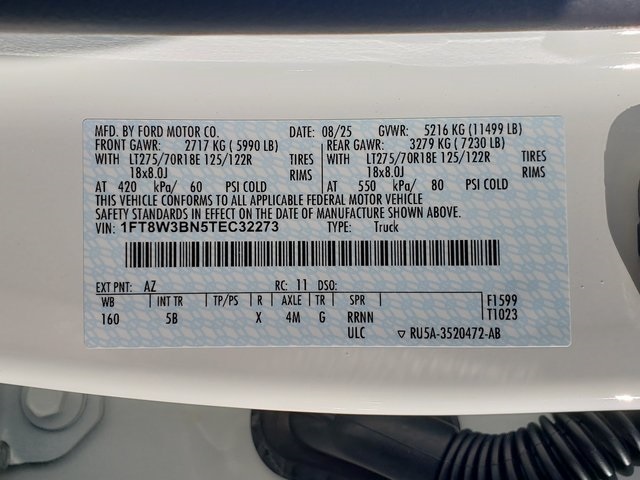 MFD. BY FORD MOTOR CO. DATE: 08/25 GVWR: 5216 KG (11499 LB)
FRONT GAWR: 2717 KG ( 5990 LB) REAR GAWR: 3279 KG ( 7230 LB)
WITH LT275/70R18E 125/122R TIRES WITH LT275/70R18E 125/122R TIRES
18x8.0J RIMS 18x8.0J RIMS
AT 420 kPa/ 60 PSI COLD AT 550 kPa/ 80 PSI COLD
THIS VEHICLE CONFORMS TO ALL APPLICABLE FEDERAL MOTOR VEHICLE
SAFETY STANDARDS IN EFFECT ON THE DATE OF MANUFACTURE SHOWN ABOVE.
VIN: 1FT8W3BN5TEC32273 TYPE: Truck
EXT PNT: AZ RC: 11 DSO:
WB INT TR TP/PS R AXLE TR SPR F1599
160 5B X 4M G RRNN T1023
ULC ▽ RU5A-3520472-AB